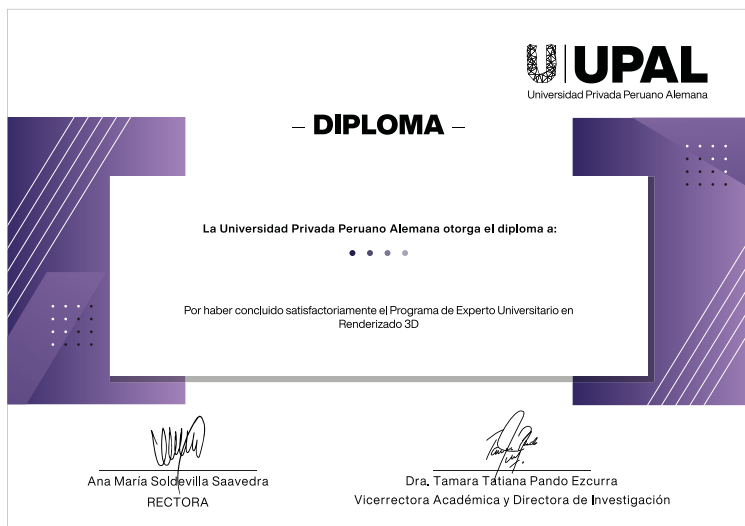 UPAL
Universidad Privada Peruano Alemana
– DIPLOMA –
La Universidad Privada Peruano Alemana otorga el diploma a:
Por haber concluido satisfactoriamente el Programa de Experto Universitario en
Renderizado 3D
Ana María Soldevilla Saavedra
RECTORA
Dra. Tamara Tatiana Pando Ezcurra
Vicerrectora Académica y Directora de Investigación